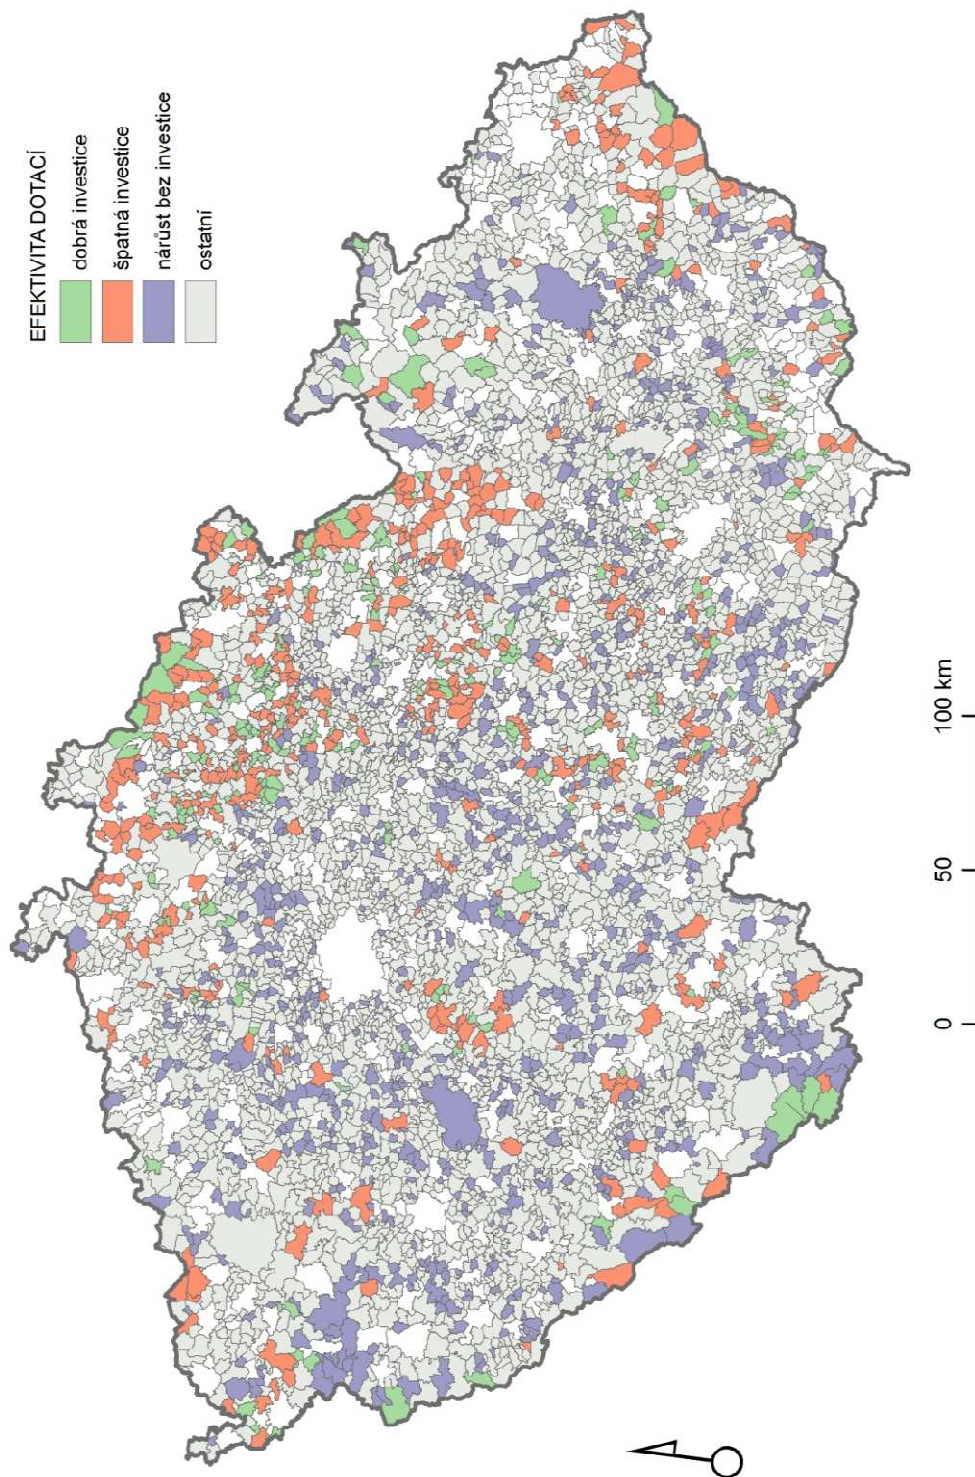 EFEKTIVITA DOTACÍ
dobrá investice
špatná investice
nárůst bez investice
ostatní
0 50 100 km